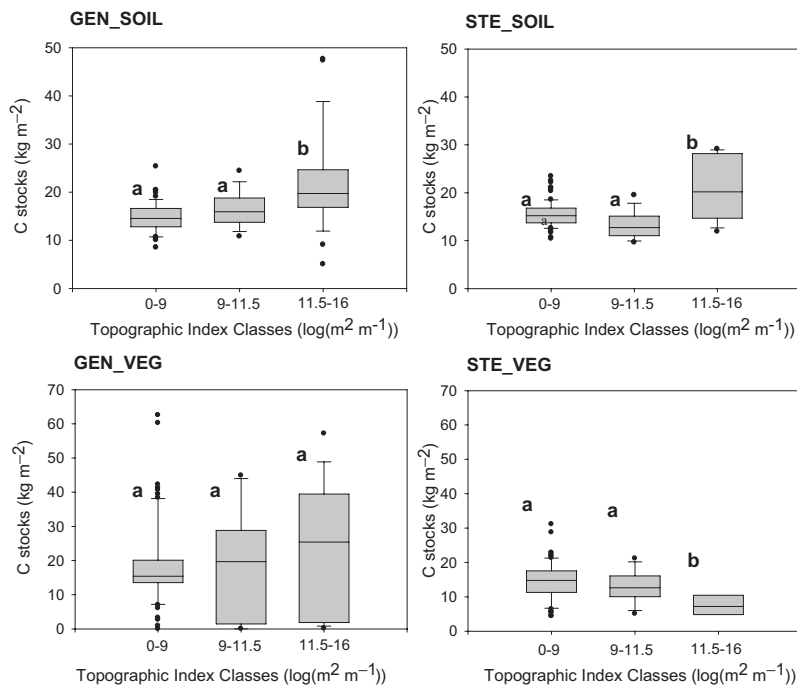 GEN_SOIL
C stocks (kg m−2)
50
40
30
20
10
0
a
a
b
0-9
9-11.5
11.5-16
Topographic Index Classes (log(m2 m-1))
STE_SOIL
C stocks (kg m−2)
50
40
30
20
10
0
a
a
a
b
0-9
9-11.5
11.5-16
Topographic Index Classes (log(m2 m-1))
GEN_VEG
C stocks (kg m−2)
70
60
50
40
30
20
10
0
a
a
a
0-9
9-11.5
11.5-16
Topographic Index Classes (log(m2 m−1))
STE_VEG
C stocks (kg m−2)
70
60
50
40
30
20
10
0
a
a
b
0-9
9-11.5
11.5-16
Topographic Index Classes (log(m2 m−1))